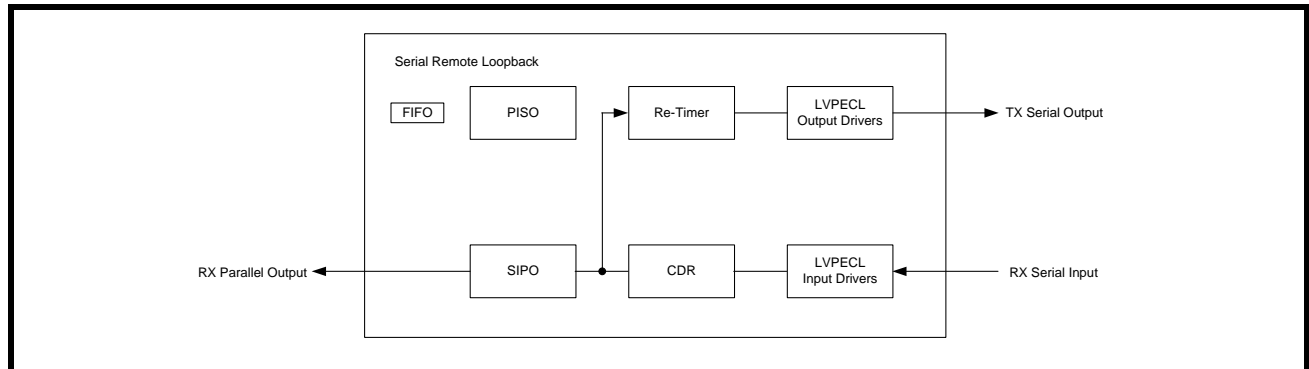 Serial Remote Loopback
FIFO
PISO
Re-Timer
LVPECL
Output Drivers
TX Serial Output
RX Parallel Output
SIPO
CDR
LVPECL
Input Drivers
RX Serial Input